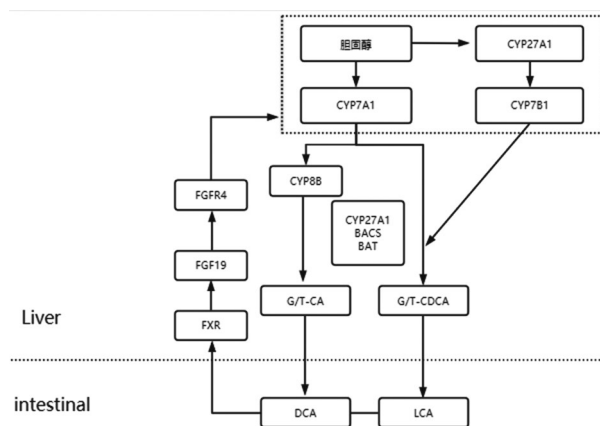 胆固醇
CYP27A1
CYP7A1
CYP7B1
FGFR4
CYP8B
CYP27A1
BACS
BAT
FGF19
G/T-CA
G/T-CDCA
Liver
FXR
intestinal
DCA
LCA